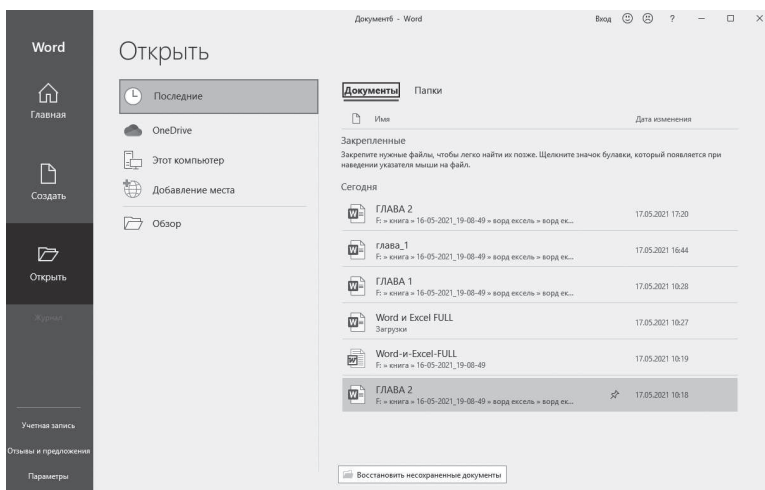 Документ6 - Word
Вход
?
Word
Главная
Создать
Открыть
Журнал
Учетная запись
Отзывы и предложения
Параметры
Открыть
Последние
OneDrive
Этот компьютер
Добавление места
Обзор
Документы Папки
Имя Дата изменения
Закрепленные
Закрепите нужные файлы, чтобы легко найти их позже. Щелкните значок булавки, который появляется при
наведении указателя мыши на файл.
Сегодня
ГЛАВА 2
F: » книга » 16-05-2021_19-08-49 » ворд ексель » ворд ек...
17.05.2021 17:20
глава_1
F: » книга » 16-05-2021_19-08-49 » ворд ексель » ворд ек...
17.05.2021 16:44
ГЛАВА 1
F: » книга » 16-05-2021_19-08-49 » ворд ексель » ворд ек...
17.05.2021 10:28
Word и Excel FULL
Загрузки
17.05.2021 10:27
Word-и-Excel-FULL
F: » книга » 16-05-2021_19-08-49
17.05.2021 10:19
ГЛАВА 2
F: » книга » 16-05-2021_19-08-49 » ворд ексель » ворд ек...
17.05.2021 10:18
Восстановить несохраненные документы